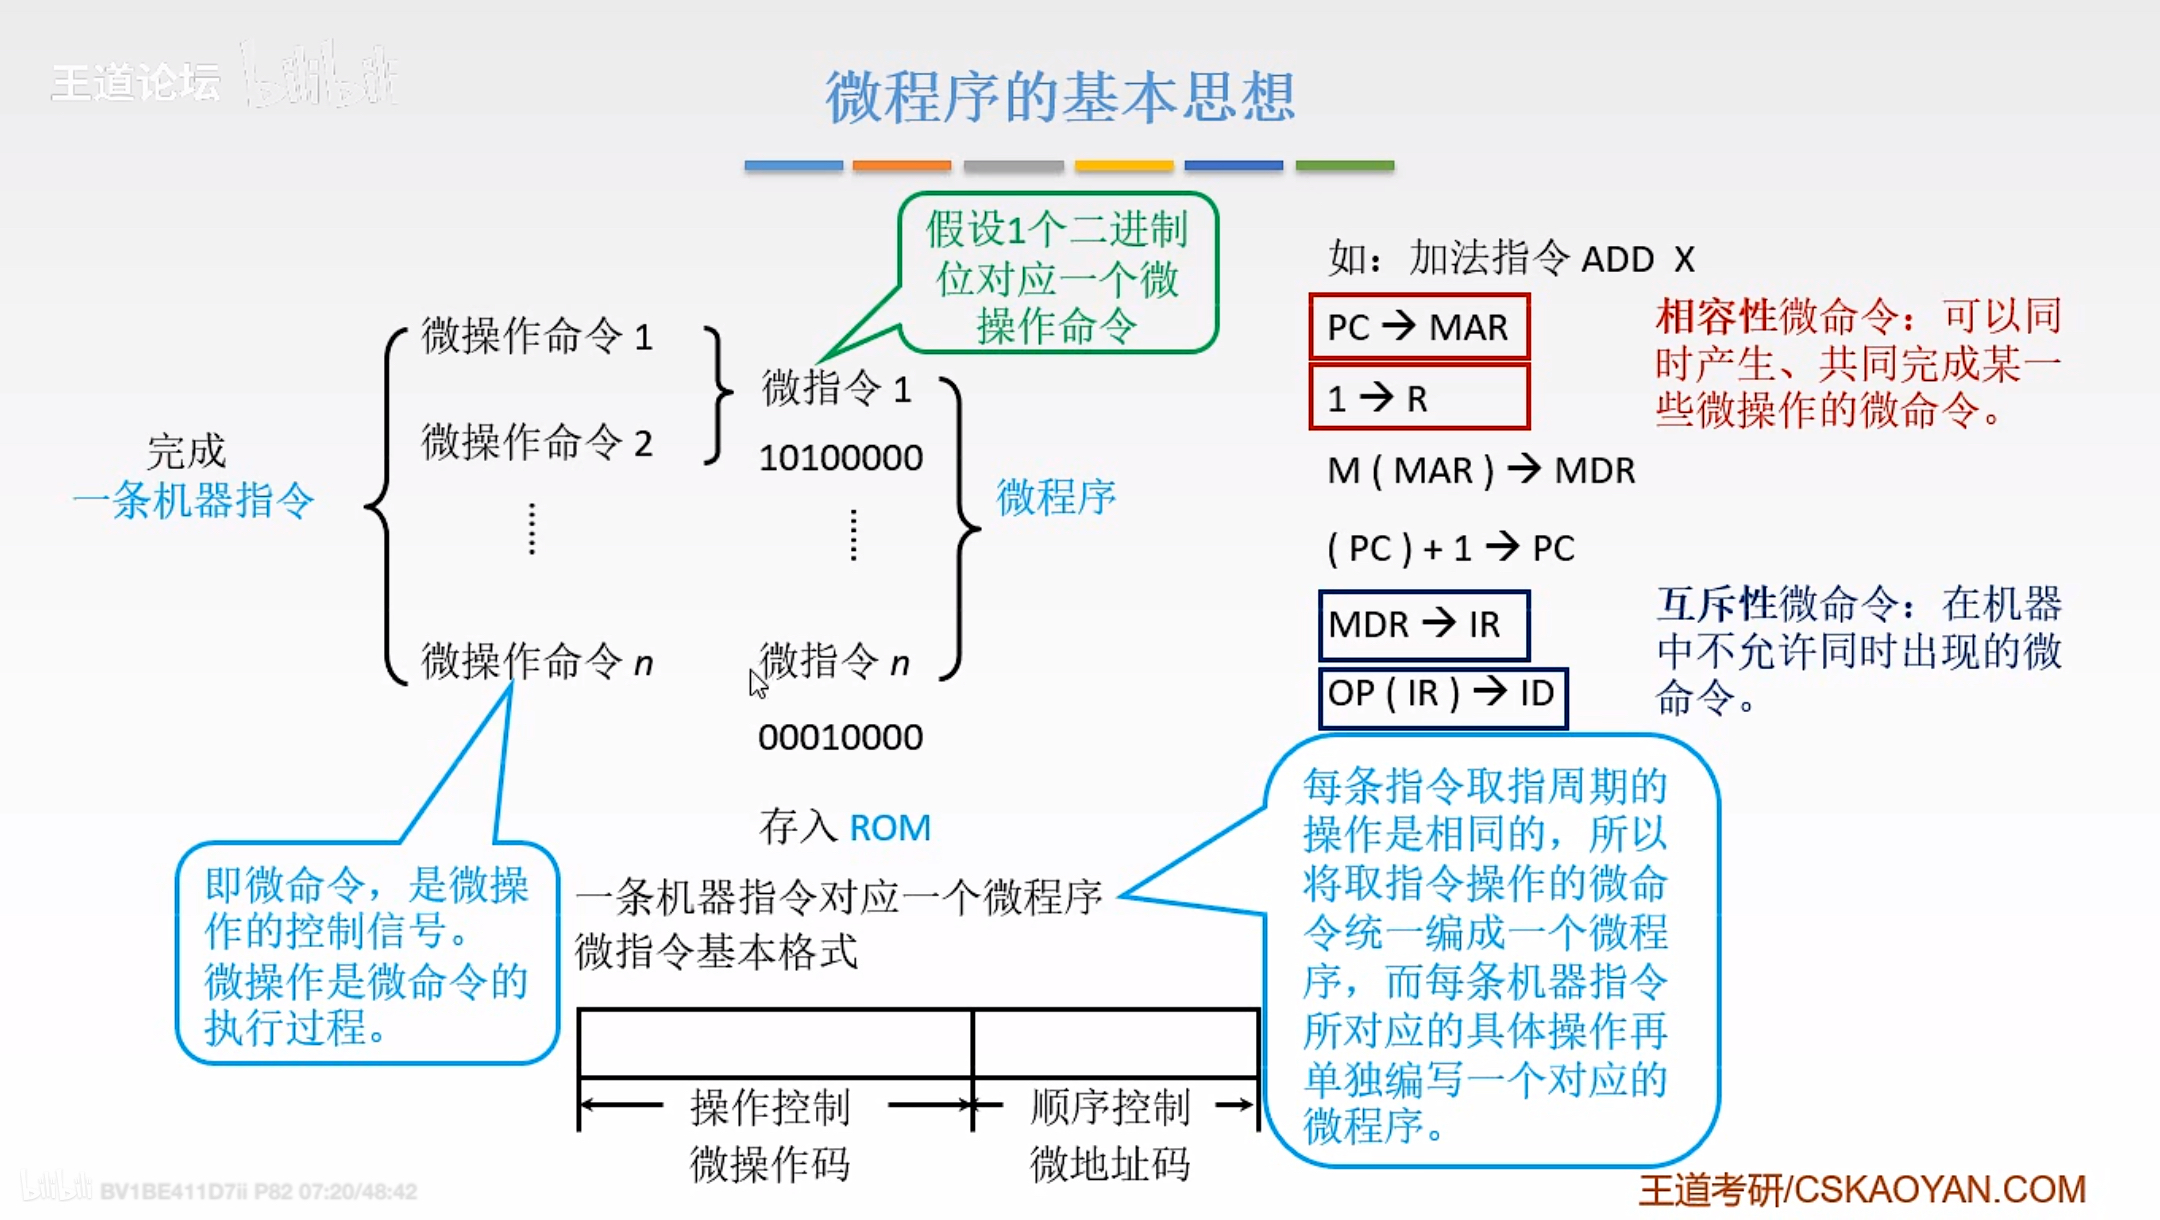 王道论坛 bilibili
微程序的基本思想
假设1个二进制
位对应一个微
操作命令
完成
一条机器指令
微操作命令 1
微操作命令 2
……
微操作命令 n
微指令 1
10100000
……
微指令 n
00010000
存入 ROM
微程序
即微命令，是微操
作的控制信号。
微操作是微命令的
执行过程。
一条机器指令对应一个微程序
微指令基本格式
操作控制 顺序控制
微操作码 微地址码
如：加法指令 ADD X
PC → MAR
1 → R
M ( MAR ) → MDR
( PC ) + 1 → PC
MDR → IR
OP ( IR ) → ID
相容性微命令：可以同
时产生、共同完成某一
些微操作的微命令。
互斥性微命令：在机器
中不允许同时出现的微
命令。
每条指令取指周期的
操作是相同的，所以
将取指令操作的微命
令统一编成一个微程
序，而每条机器指令
所对应的具体操作再
单独编写一个对应的
微程序。
bilibili BV1BE411D7ii P82 07:20/48:42
王道考研/CSKAOYAN.COM